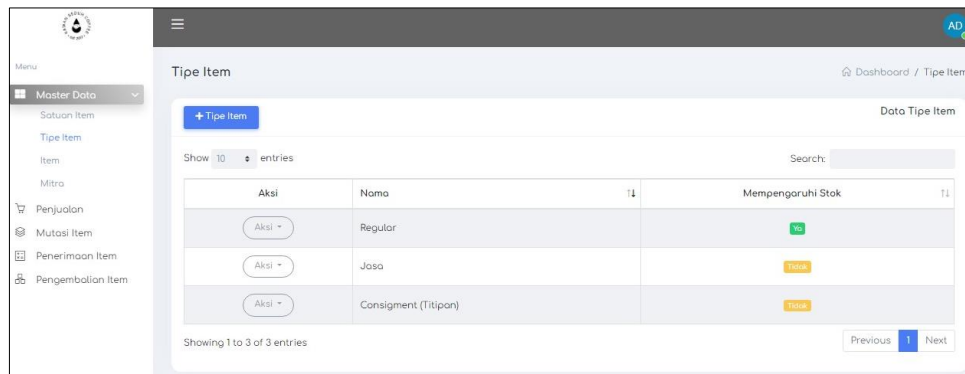 AD
Menu
Master Data
Satuan Item
Tipe Item
Item
Mitra
Penjualan
Mutasi Item
Penerimaan Item
Pengembalian Item
Tipe Item
Dashboard / Tipe Item
+ Tipe Item
Data Tipe Item
Show 10 entries
Search:
Aksi Nama Mempengaruhi Stok
Aksi Regular Ya
Aksi Jasa Tidak
Aksi Consigment (Titipan) Tidak
Showing 1 to 3 of 3 entries
Previous 1 Next